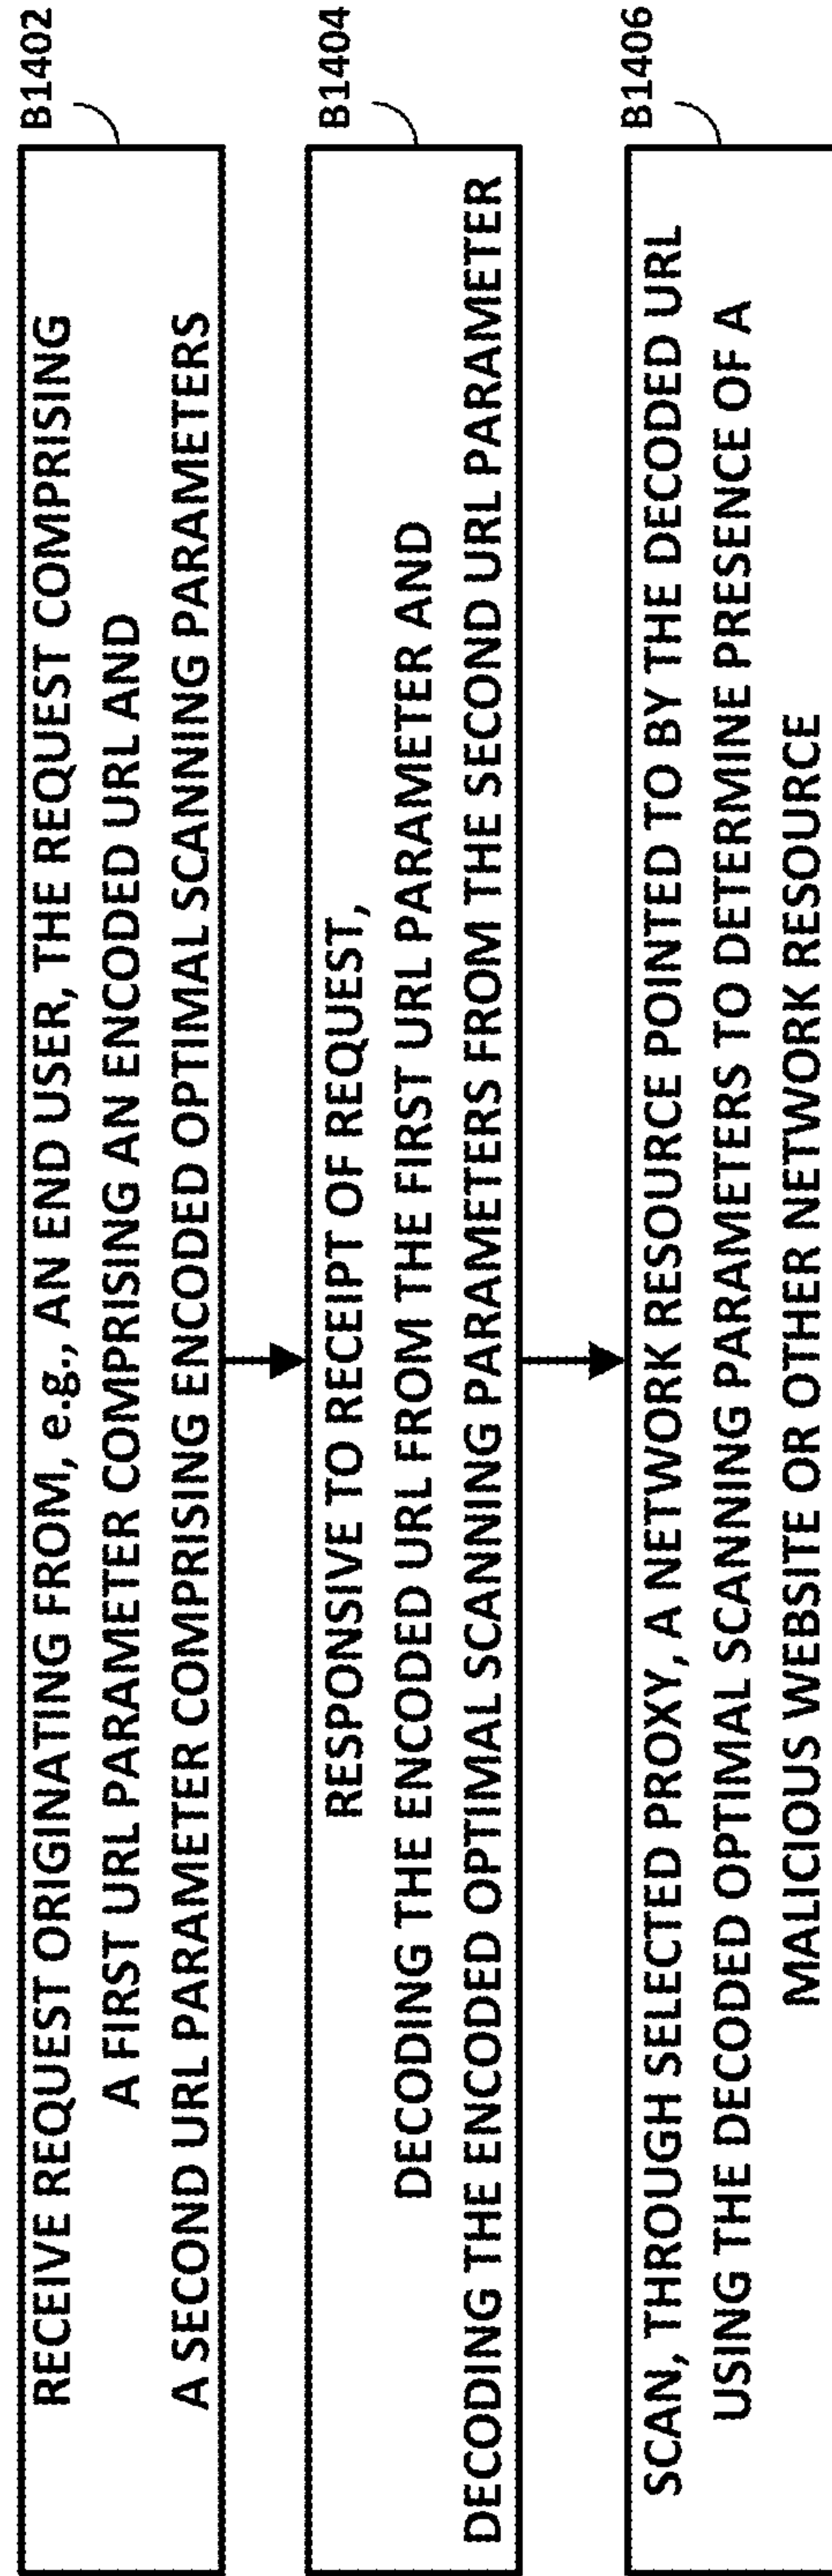 B1402
RECEIVE REQUEST ORIGINATING FROM, e.g., AN END USER, THE REQUEST COMPRISING
A FIRST URL PARAMETER COMPRISING AN ENCODED URL AND
A SECOND URL PARAMETER COMPRISING ENCODED OPTIMAL SCANNING PARAMETERS
B1404
RESPONSIVE TO RECEIPT OF REQUEST,
DECODING THE ENCODED URL FROM THE FIRST URL PARAMETER AND
DECODING THE ENCODED OPTIMAL SCANNING PARAMETERS FROM THE SECOND URL PARAMETER
B1406
SCAN, THROUGH SELECTED PROXY, A NETWORK RESOURCE POINTED TO BY THE DECODED URL
USING THE DECODED OPTIMAL SCANNING PARAMETERS TO DETERMINE PRESENCE OF A
MALICIOUS WEBSITE OR OTHER NETWORK RESOURCE